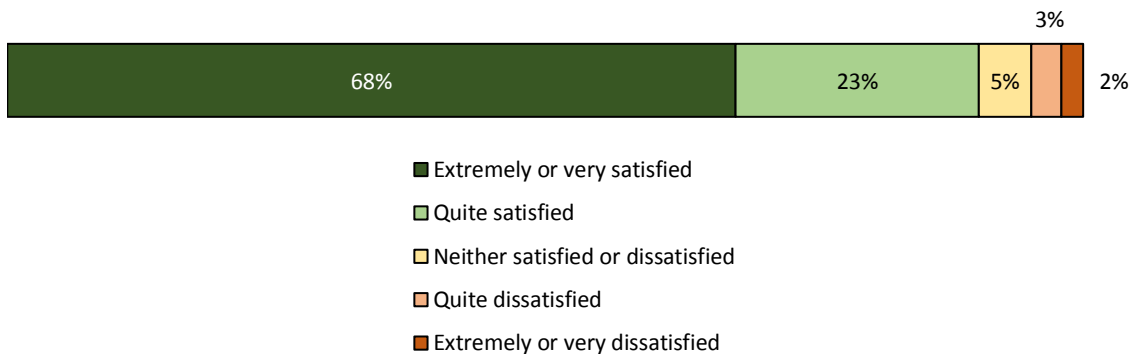 3%
68%
23%
5%
2%
Extremely or very satisfied
Quite satisfied
Neither satisfied or dissatisfied
Quite dissatisfied
Extremely or very dissatisfied